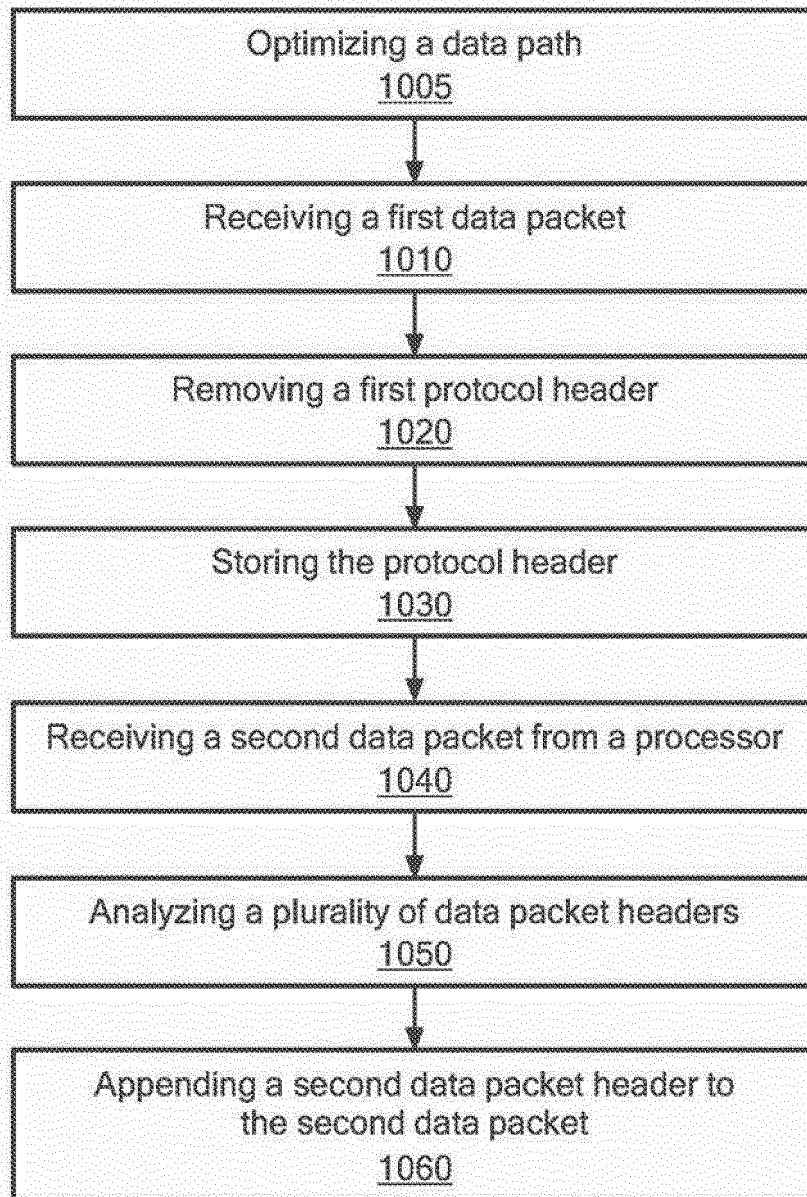 Optimizing a data path
1005
Receiving a first data packet
1010
Removing a first protocol header
1020
Storing the protocol header
1030
Receiving a second data packet from a processor
1040
Analyzing a plurality of data packet headers
1050
Appending a second data packet header to
the second data packet
1060